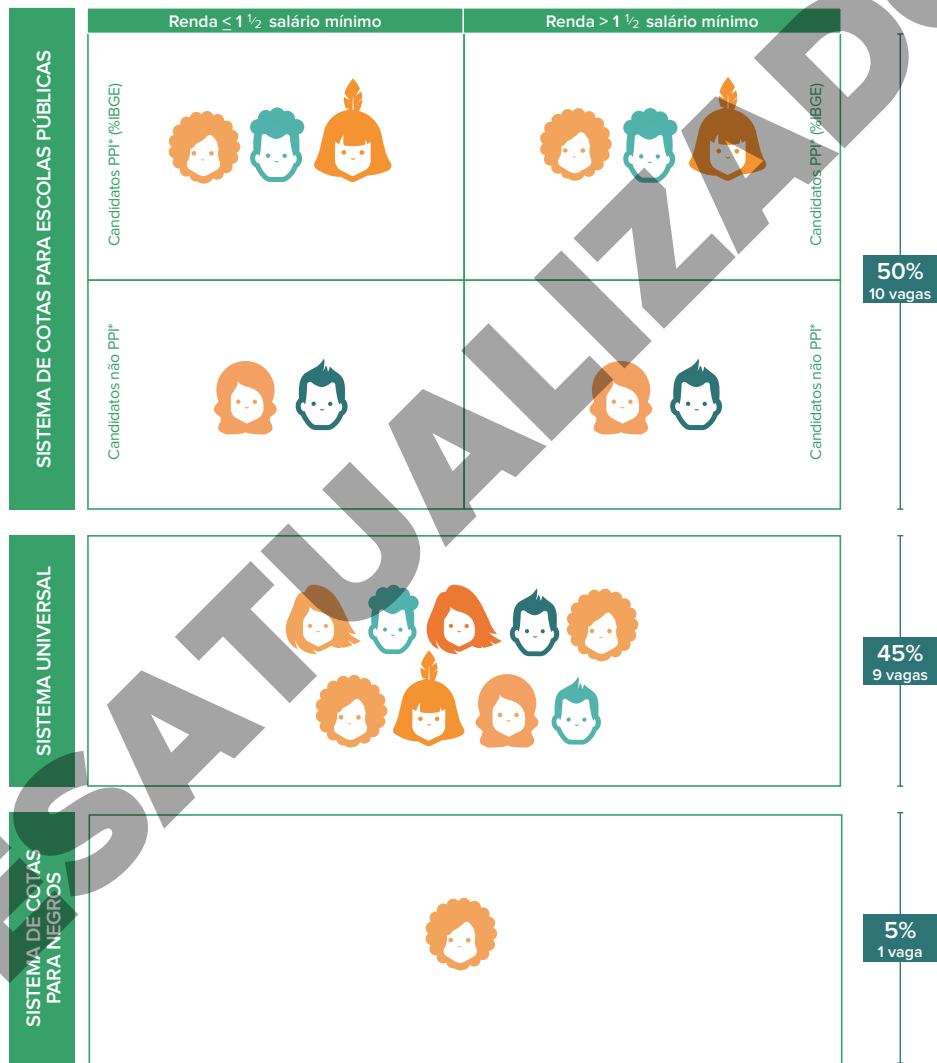 Renda ≤ 1 ½ salário mínimo
Renda > 1 ½ salário mínimo
SISTEMA DE COTAS PARA ESCOLAS PÚBLICAS
Candidatos PPI* (%IBGE)
Candidatos PPI* (%IBGE)
50%
10 vagas
Candidatos não PPI*
Candidatos não PPI*
SISTEMA UNIVERSAL
45%
9 vagas
SISTEMA DE COTAS
PARA NEGROS
5%
1 vaga
ESATUALIZADO